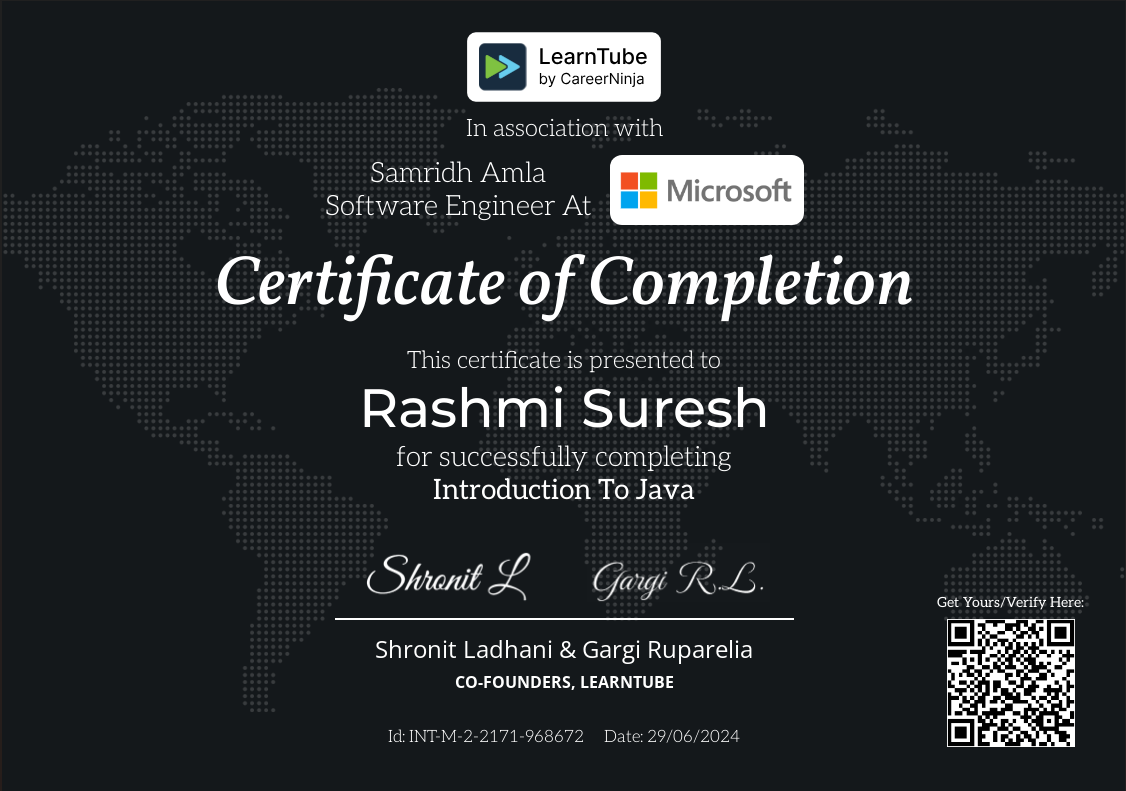 LearnTube
by CareerNinja
In association with
Samridh Amla
Software Engineer At
Microsoft
Certificate of Completion
This certificate is presented to
Rashmi Suresh
for successfully completing
Introduction To Java
Shronit L
Gargi R.L.
Get Yours/Verify Here:
Shronit Ladhani & Gargi Ruparelia
CO-FOUNDERS, LEARNTUBE
Id: INT-M-2-2171-968672 Date: 29/06/2024